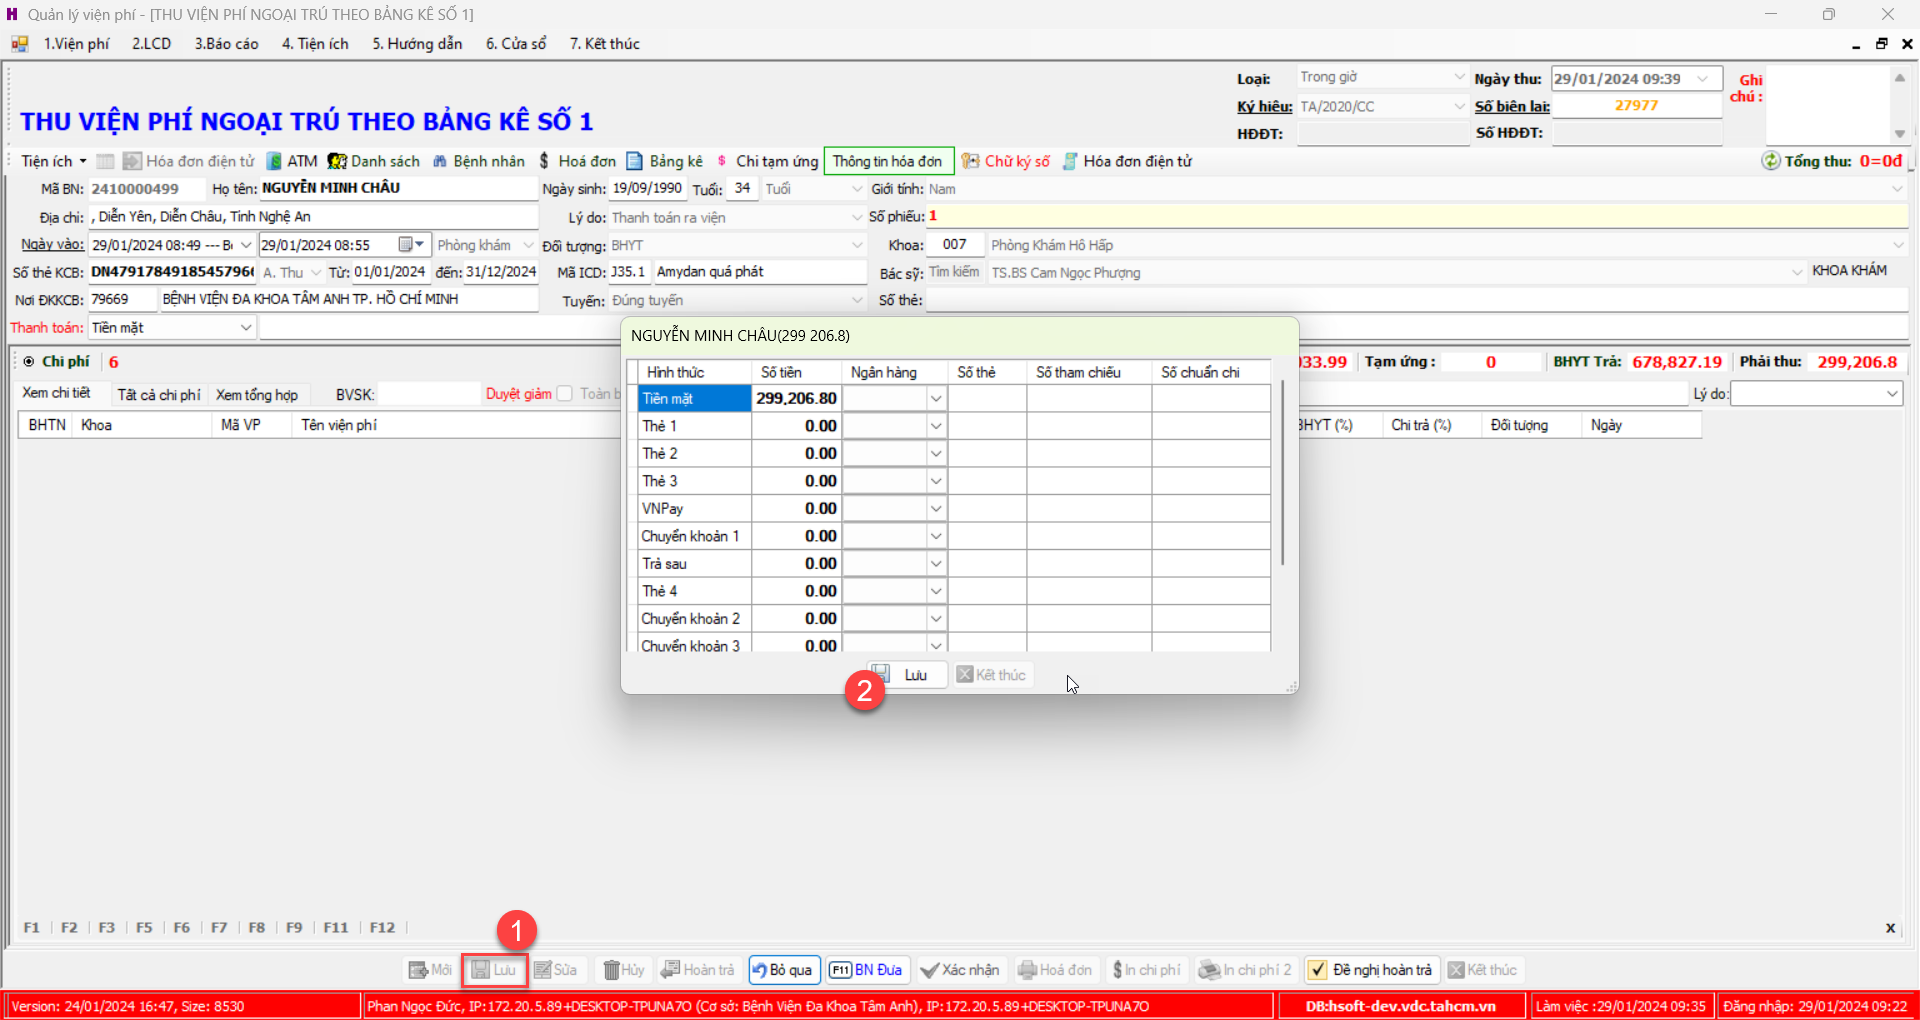 Quản lý viện phí - [THU VIỆN PHÍ NGOẠI TRÚ THEO BẢNG KÊ SỐ 1]
1.Viện phí 2.LCD 3.Báo cáo 4. Tiện ích 5. Hướng dẫn 6. Cửa sổ 7. Kết thúc
Loại: Trong giờ Ngày thu: 29/01/2024 09:39 Ghi chú :
THU VIỆN PHÍ NGOẠI TRÚ THEO BẢNG KÊ SỐ 1
Ký hiệu: TA/2020/CC Số biên lai: 27977
HĐĐT: Số HĐĐT:
Tiện ích Hóa đơn điện tử ATM Danh sách Bệnh nhân $ Hoá đơn Bảng kê $ Chi tạm ứng Thông tin hóa đơn Chữ ký số Hóa đơn điện tử Tổng thu: 0=0đ
Mã BN: 2410000499 Họ tên: NGUYỄN MINH CHÂU Ngày sinh: 19/09/1990 Tuổi: 34 Tuổi Giới tính: Nam
Địa chỉ: , Diễn Yên, Diễn Châu, Tỉnh Nghệ An Lý do: Thanh toán ra viện Số phiếu: 1
Ngày vào: 29/01/2024 08:49 --- B 29/01/2024 08:55 Phòng khám Đối tượng: BHYT Khoa: 007 Phòng Khám Hô Hấp
Số thẻ KCB: DN4791784918545796 A. Thu Từ: 01/01/2024 đến: 31/12/2024 Mã ICD: J35.1 Amydan quá phát Bác sỹ: Tìm kiếm TS.BS Cam Ngọc Phượng KHOA KHÁM
Nơi ĐKKCB: 79669 BỆNH VIỆN ĐA KHOA TÂM ANH TP. HỒ CHÍ MINH Tuyến: Đúng tuyến Số thẻ:
Thanh toán: Tiền mặt
NGUYỄN MINH CHÂU(299 206.8)
Chi phí 6 033.99 Tạm ứng : 0 BHYT Trả: 678,827.19 Phải thu: 299,206.8
Xem chi tiết Tất cả chi phí Xem tổng hợp BVSK: Duyệt giảm Toàn b Lý do:
BHTN Khoa Mã VP Tên viện phí BHYT (%) Chi trả (%) Đối tượng Ngày
Hình thức Số tiền Ngân hàng Số thẻ Số tham chiếu Số chuẩn chi
Tiền mặt 299,206.80
Thẻ 1 0.00
Thẻ 2 0.00
Thẻ 3 0.00
VNPay 0.00
Chuyển khoản 1 0.00
Trả sau 0.00
Thẻ 4 0.00
Chuyển khoản 2 0.00
Chuyển khoản 3 0.00
2 Lưu Kết thúc
F1 F2 F3 F5 F6 F7 F8 F9 F11 F12 X
1
Mới Lưu Sửa Hủy Hoàn trả Bỏ qua F11 BN Đưa Xác nhận Hoá đơn $ In chi phí In chi phí 2 Đề nghị hoàn trả Kết thúc
Version: 24/01/2024 16:47, Size: 8530 Phan Ngọc Đức, IP:172.20.5.89+DESKTOP-TPUNA7O (Cơ sở: Bệnh Viện Đa Khoa Tâm Anh), IP:172.20.5.89+DESKTOP-TPUNA7O DB:hsoft-dev.vdc.tahcm.vn Làm việc :29/01/2024 09:35 Đăng nhập: 29/01/2024 09:22